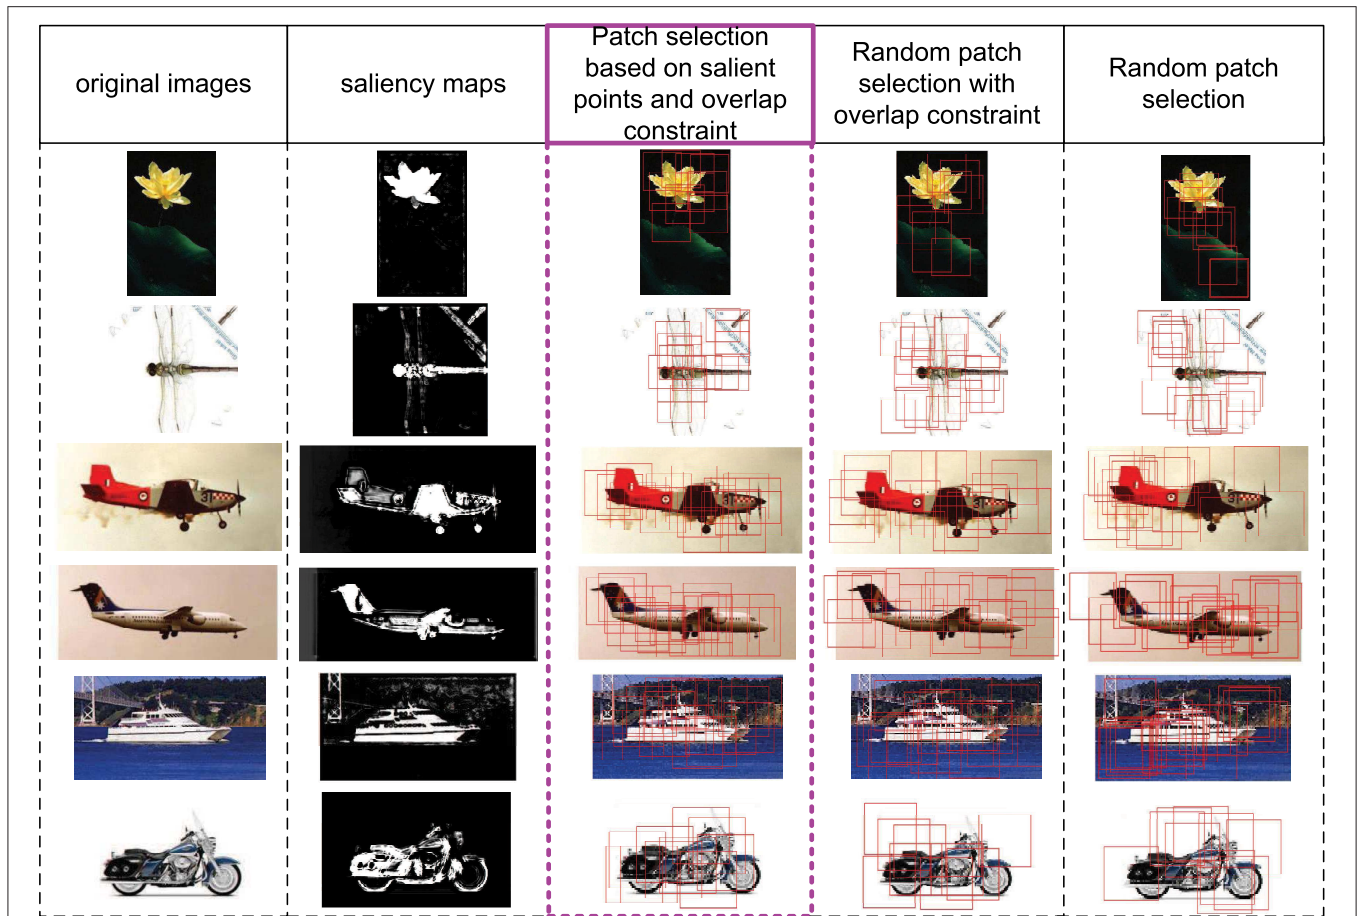 original images
saliency maps
Patch selection
based on salient
points and overlap
constraint
Random patch
selection with
overlap constraint
Random patch
selection